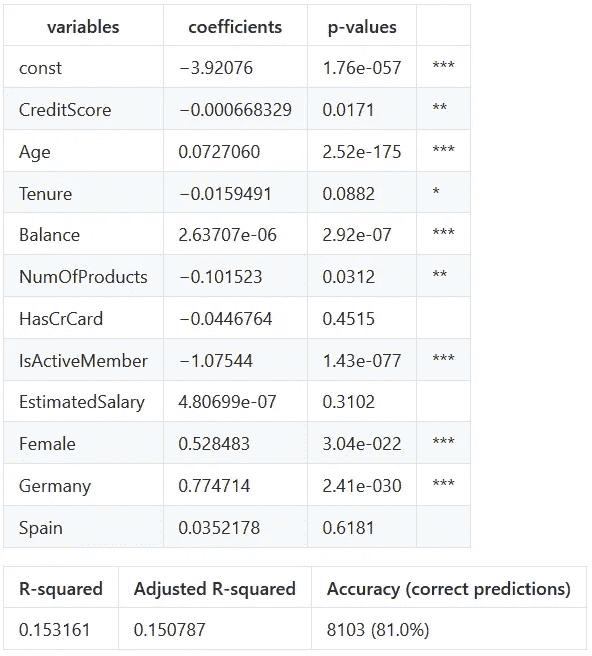 variables coefficients p-values
const −3.92076 1.76e-057 ***
CreditScore −0.000668329 0.0171 **
Age 0.0727060 2.52e-175 ***
Tenure −0.0159491 0.0882 *
Balance 2.63707e-06 2.92e-07 ***
NumOfProducts −0.101523 0.0312 **
HasCrCard −0.0446764 0.4515
IsActiveMember −1.07544 1.43e-077 ***
EstimatedSalary 4.80699e-07 0.3102
Female 0.528483 3.04e-022 ***
Germany 0.774714 2.41e-030 ***
Spain 0.0352178 0.6181
R-squared Adjusted R-squared Accuracy (correct predictions)
0.153161 0.150787 8103 (81.0%)